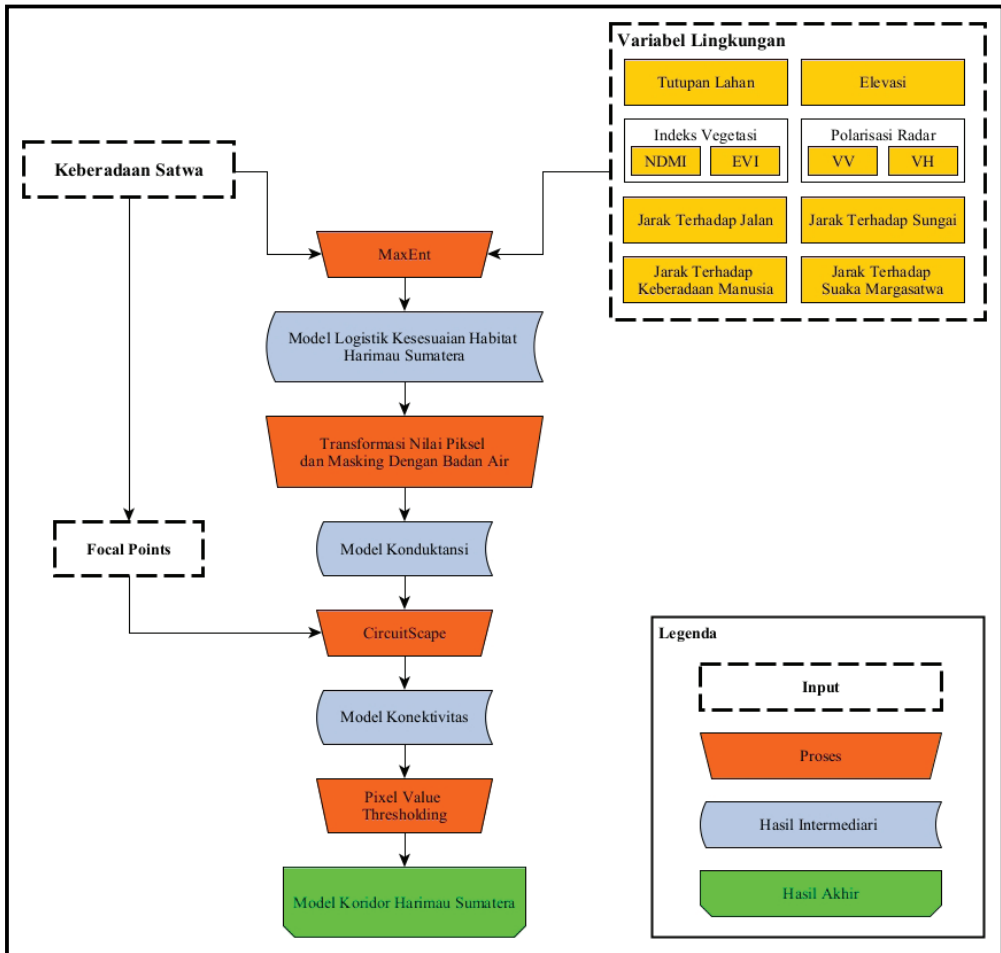 Variabel Lingkungan
Tutupan Lahan
Elevasi
Indeks Vegetasi
NDMI
EVI
Polarisasi Radar
VV
VH
Jarak Terhadap Jalan
Jarak Terhadap Sungai
Jarak Terhadap
Keberadaan Manusia
Jarak Terhadap
Suaka Margasatwa
Keberadaan Satwa
MaxEnt
Model Logistik Kesesuaian Habitat
Harimau Sumatera
Transformasi Nilai Piksel
dan Masking Dengan Badan Air
Model Konduktansi
Focal Points
CircuitScape
Model Konektivitas
Pixel Value
Thresholding
Model Koridor Harimau Sumatera
Legenda
Input
Proses
Hasil Intermediari
Hasil Akhir